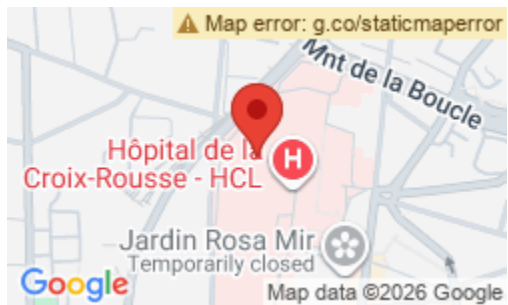 Map error: g.co/staticmaperror
Mnt de la Boucle
Hôpital de la
Croix-Rousse - HCL
H
Jardin Rosa Mir
Temporarily closed
Google
Map data ©2026 Google